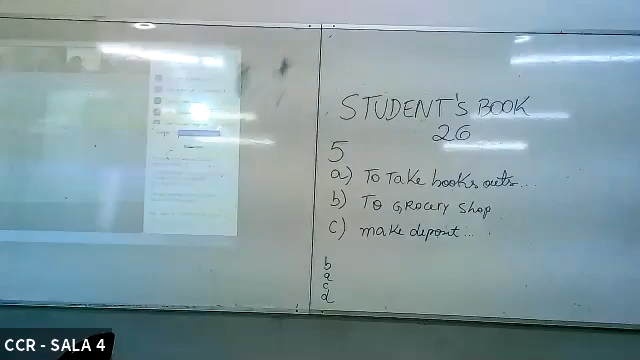 STUDENT'S BOOK
26
5
a) To Take books outs...
b) To Grocery Shop
c) make deposit...
b
a
c
d
CCR - SALA 4